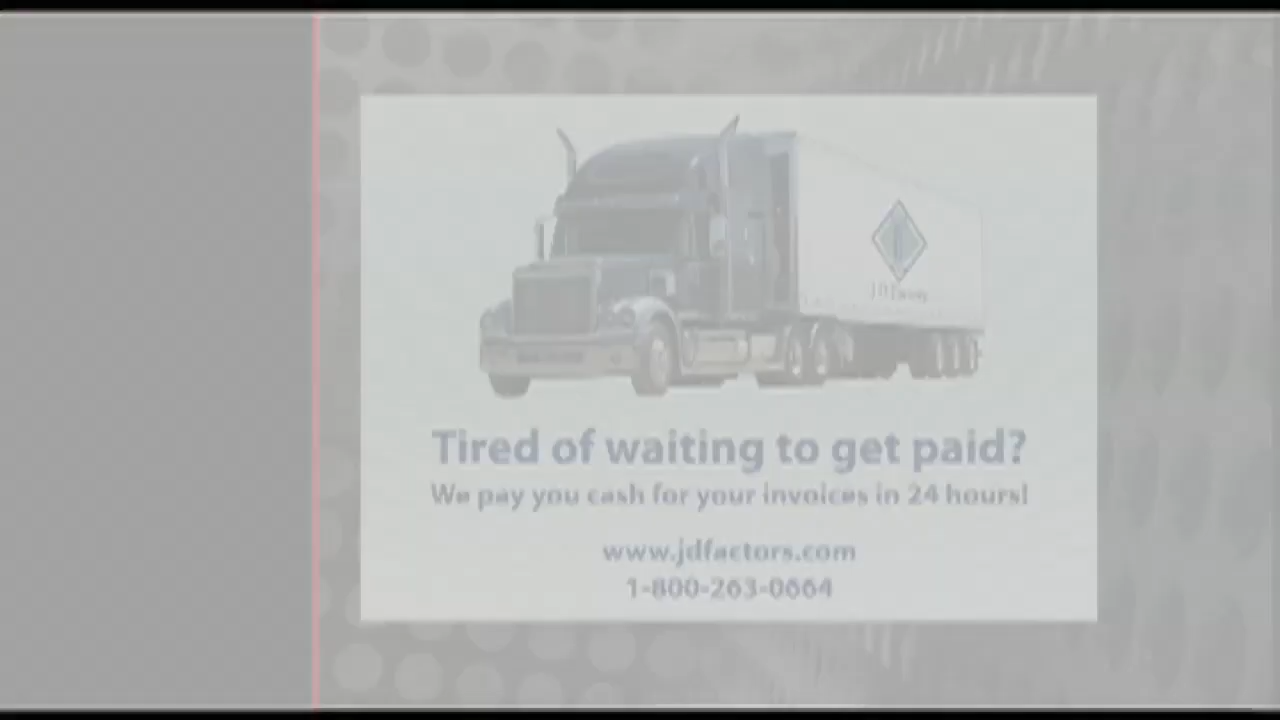 Tired of waiting to get paid?
We pay you cash for your invoices in 24 hours!
www.jdfactors.com
1-800-263-0664